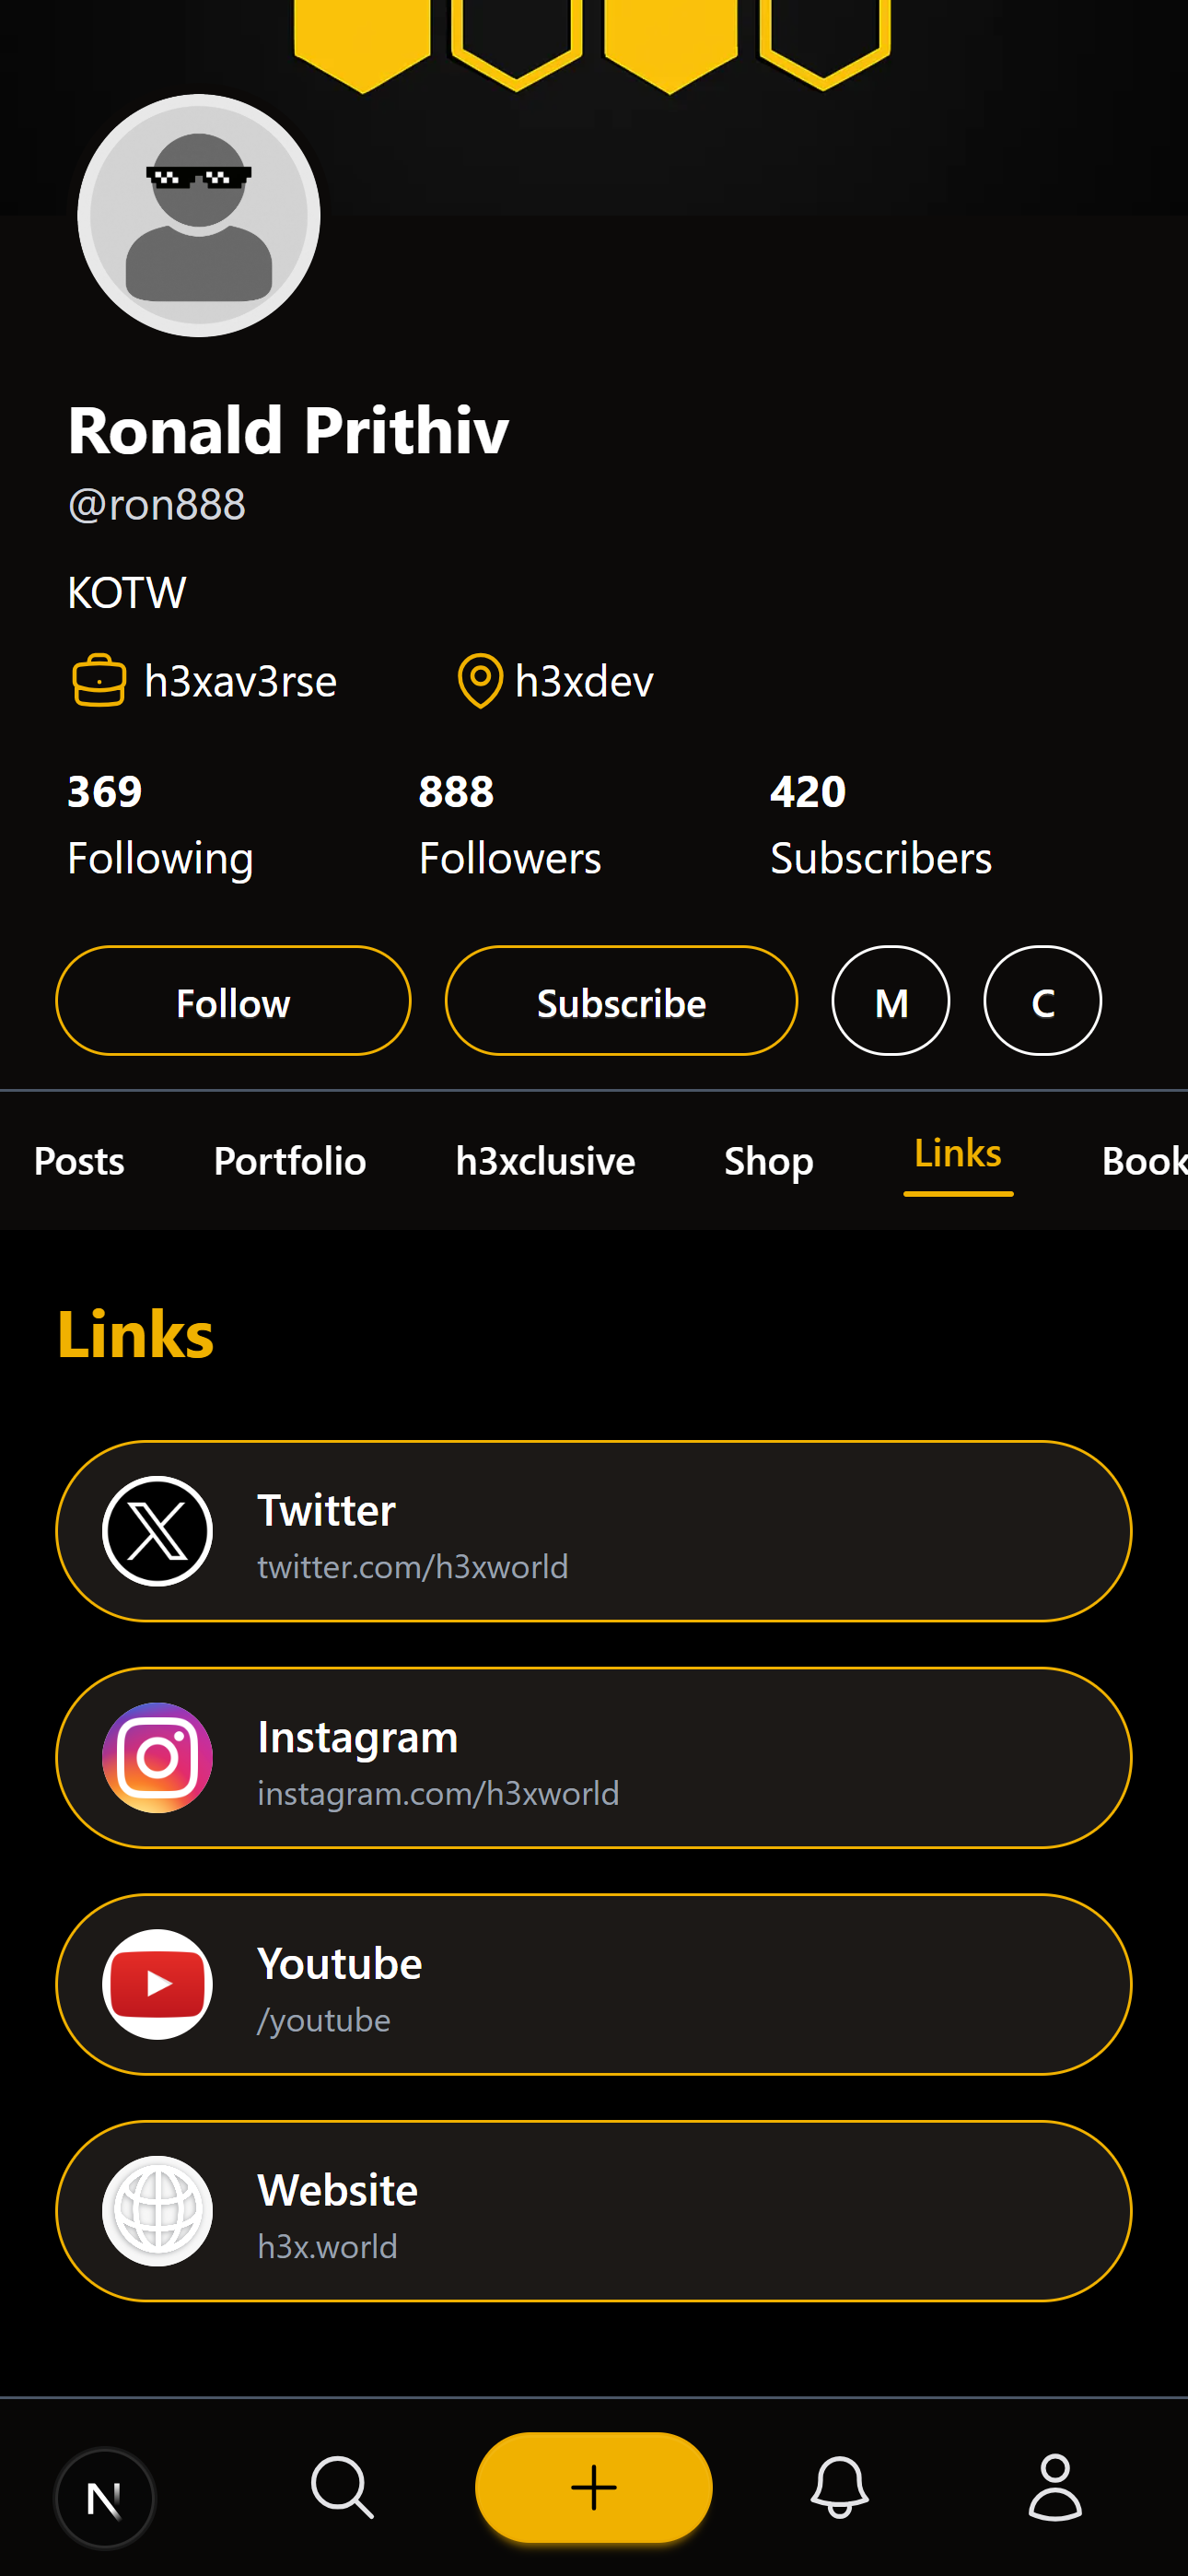 Ronald Prithiv
@ron888
KOTW
h3xav3rse h3xdev
369 888 420
Following Followers Subscribers
Follow Subscribe M C
Posts Portfolio h3xclusive Shop Links Book
Links
Twitter
twitter.com/h3xworld
Instagram
instagram.com/h3xworld
Youtube
/youtube
Website
h3x.world
N